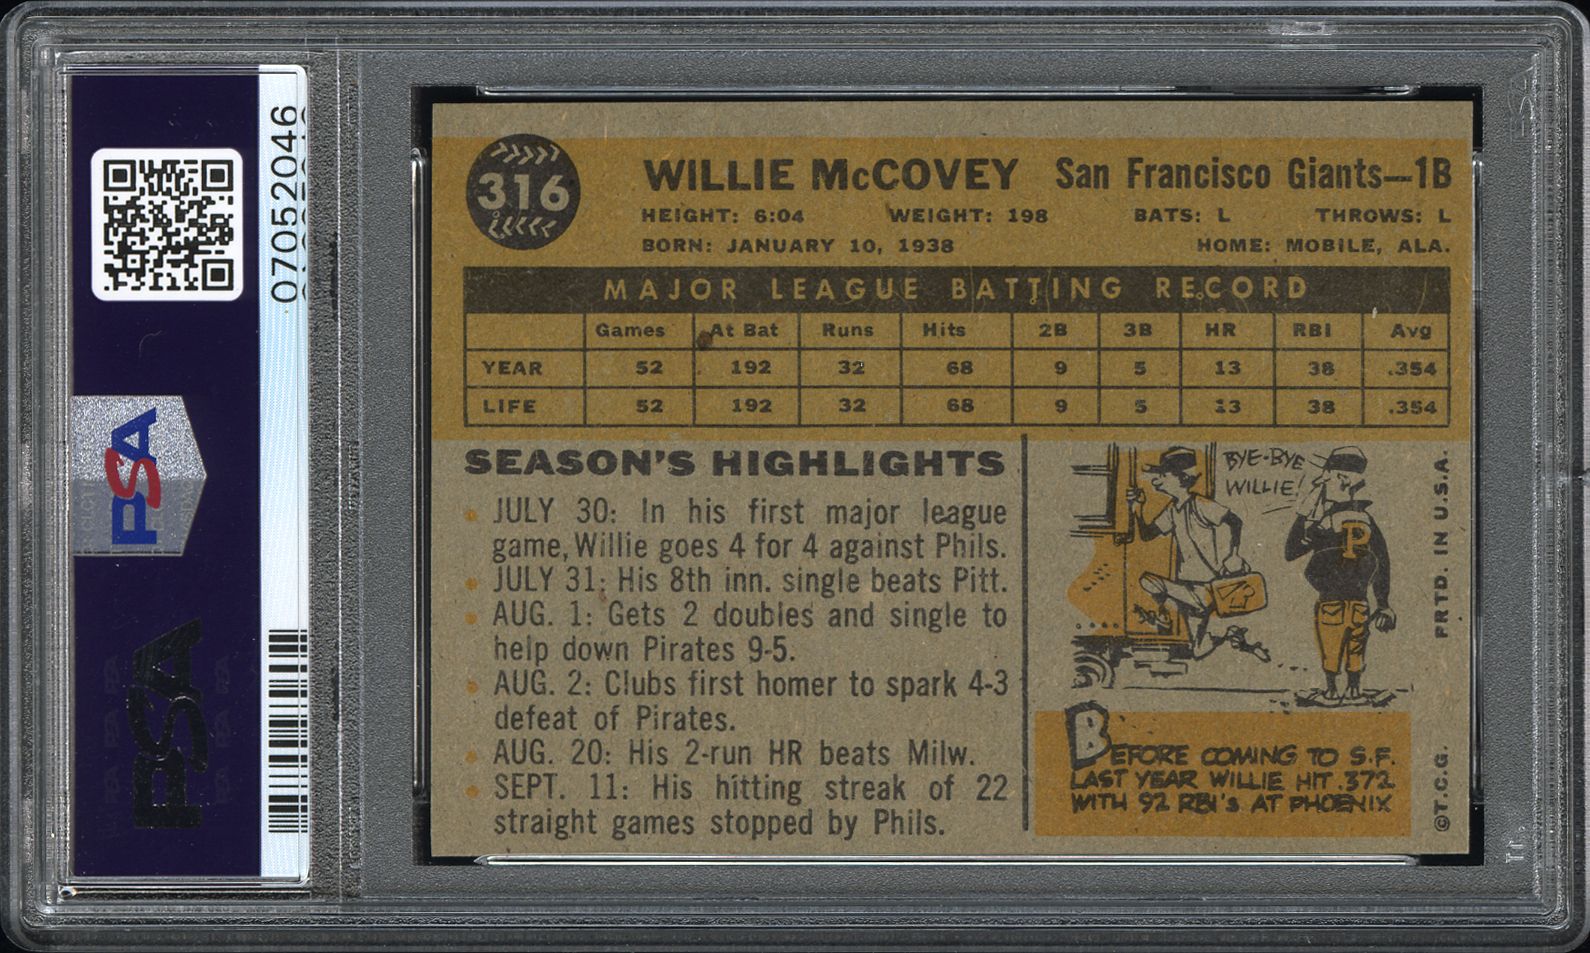 07052046
PSA
PSA
316
WILLIE McCOVEY San Francisco Giants—1B
HEIGHT: 6:04 WEIGHT: 198 BATS: L THROWS: L
BORN: JANUARY 10, 1938 HOME: MOBILE, ALA.
MAJOR LEAGUE BATTING RECORD
Games At Bat Runs Hits 2B 3B HR RBI Avg
YEAR 52 192 32 68 9 5 13 38 .354
LIFE 52 192 32 68 9 5 13 38 .354
SEASON'S HIGHLIGHTS
• JULY 30: In his first major league
game, Willie goes 4 for 4 against Phils.
• JULY 31: His 8th inn. single beats Pitt.
• AUG. 1: Gets 2 doubles and single to
help down Pirates 9-5.
• AUG. 2: Clubs first homer to spark 4-3
defeat of Pirates.
• AUG. 20: His 2-run HR beats Milw.
• SEPT. 11: His hitting streak of 22
straight games stopped by Phils.
BYE-BYE
WILLIE!
P
BEFORE COMING TO S.F.
LAST YEAR WILLIE HIT .372
WITH 92 RBI's AT PHOENIX
©T.C.G. PRTD. IN U.S.A.